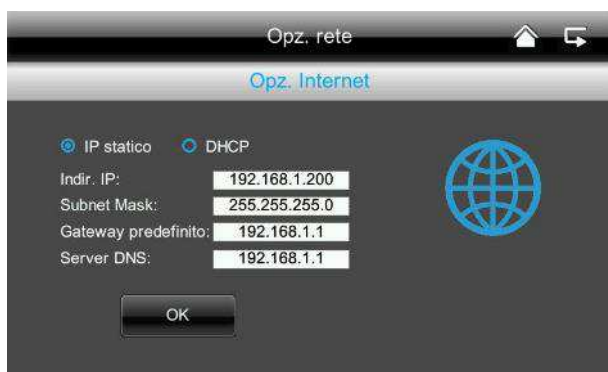 Opz. rete
Opz. Internet
IP statico DHCP
Indir. IP: 192.168.1.200
Subnet Mask: 255.255.255.0
Gateway predefinito: 192.168.1.1
Server DNS: 192.168.1.1
OK